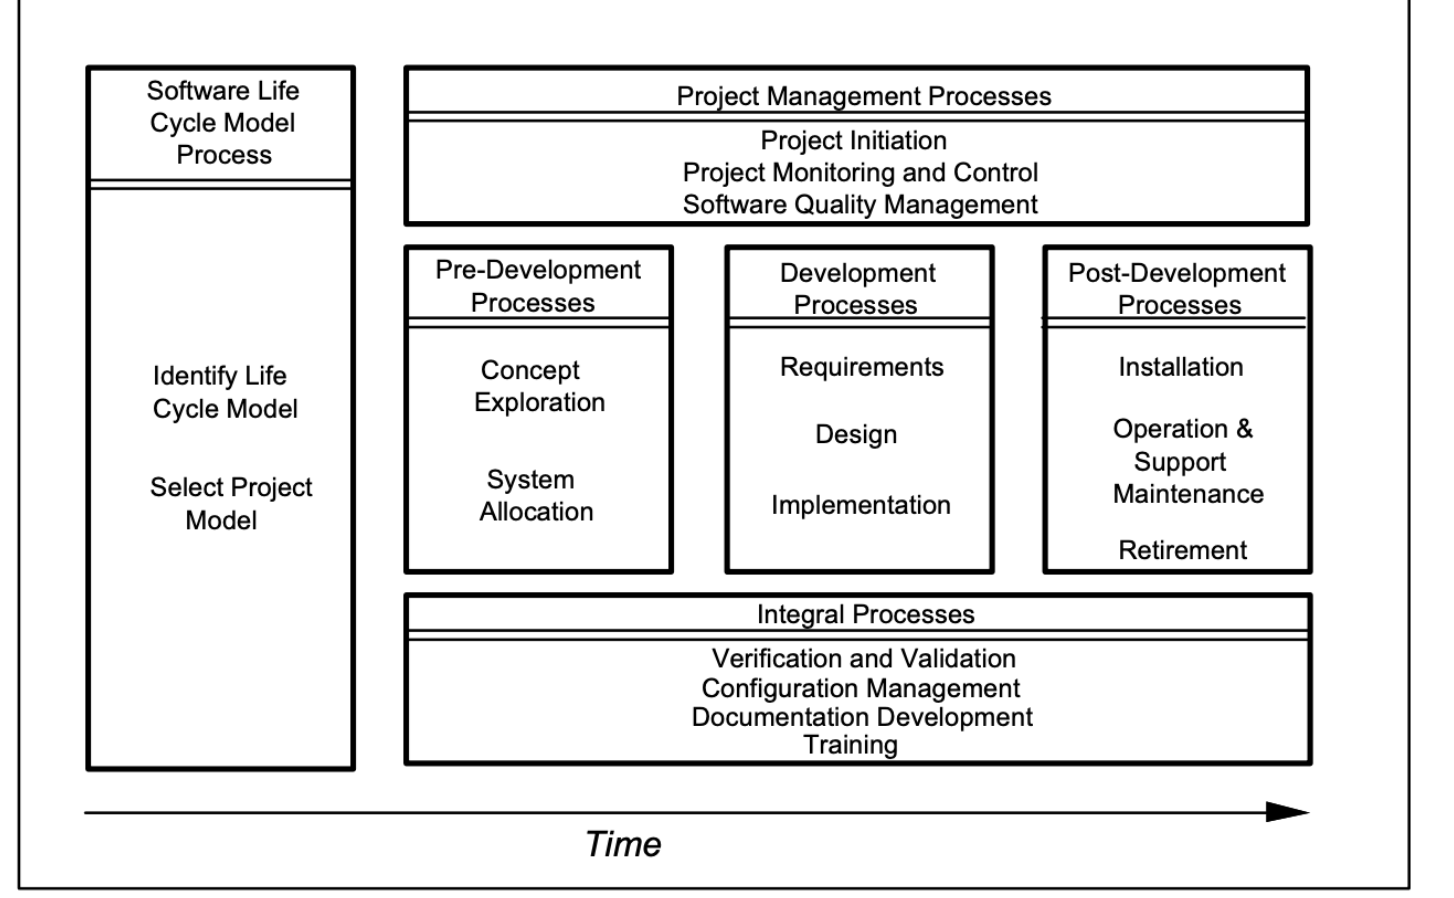 Software Life
Cycle Model
Process
Identify Life
Cycle Model
Select Project
Model
Project Management Processes
Project Initiation
Project Monitoring and Control
Software Quality Management
Pre-Development
Processes
Concept
Exploration
System
Allocation
Development
Processes
Requirements
Design
Implementation
Post-Development
Processes
Installation
Operation &
Support
Maintenance
Retirement
Integral Processes
Verification and Validation
Configuration Management
Documentation Development
Training
Time